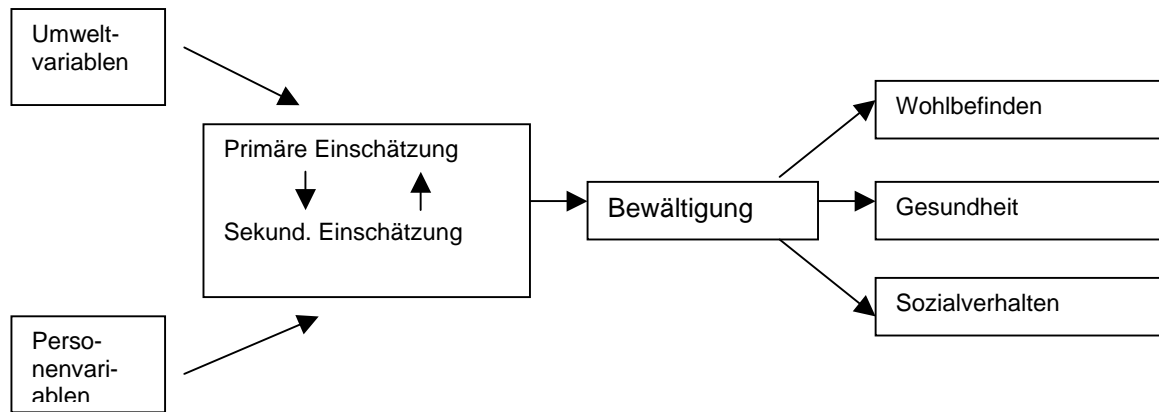 Umwelt-
variablen
Wohlbefinden
Primäre Einschätzung
Bewältigung
Gesundheit
Sekund. Einschätzung
Sozialverhalten
Perso-
nenvari-
ablen